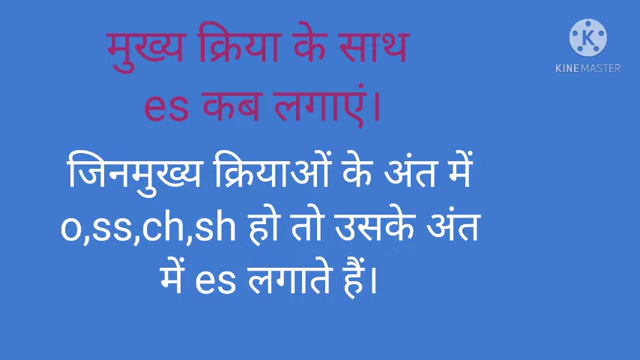 मुख्य क्रिया के साथ
es कब लगाएं।
जिनमुख्य क्रियाओं के अंत में
o,ss,ch,sh हो तो उसके अंत
में es लगाते हैं।
K
KINEMASTER